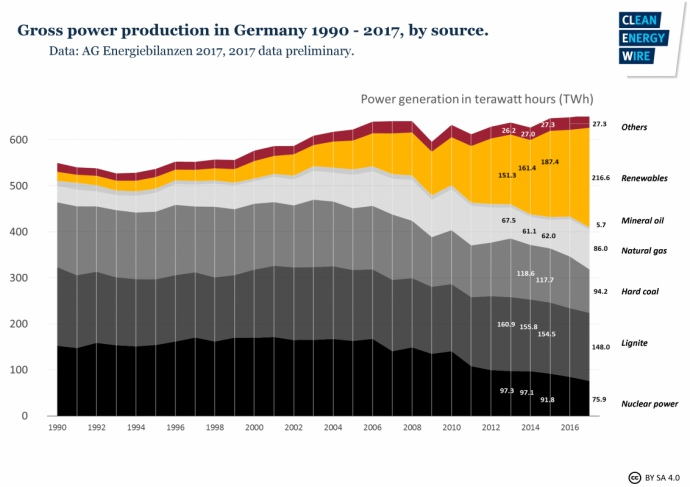 Gross power production in Germany 1990 - 2017, by source.
Data: AG Energiebilanzen 2017, 2017 data preliminary.
CLEAN
ENERGY
WIRE
Power generation in terawatt hours (TWh)
600
500
400
300
200
100
0
26.2
27.0
27.3
27.3
Others
151.3
161.4
187.4
216.6
Renewables
5.7
Mineral oil
67.5
61.1
62.0
86.0
Natural gas
118.6
117.7
94.2
Hard coal
160.9
155.8
154.5
148.0
Lignite
97.3
97.1
91.8
75.9
Nuclear power
1990 1992 1994 1996 1998 2000 2002 2004 2006 2008 2010 2012 2014 2016
cc BY SA 4.0